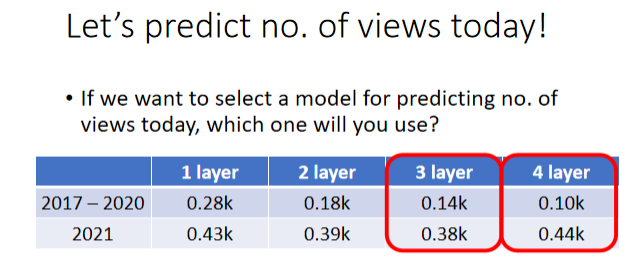 Let's predict no. of views today!
• If we want to select a model for predicting no. of
views today, which one will you use?
1 layer 2 layer 3 layer 4 layer
2017 – 2020 0.28k 0.18k 0.14k 0.10k
2021 0.43k 0.39k 0.38k 0.44k